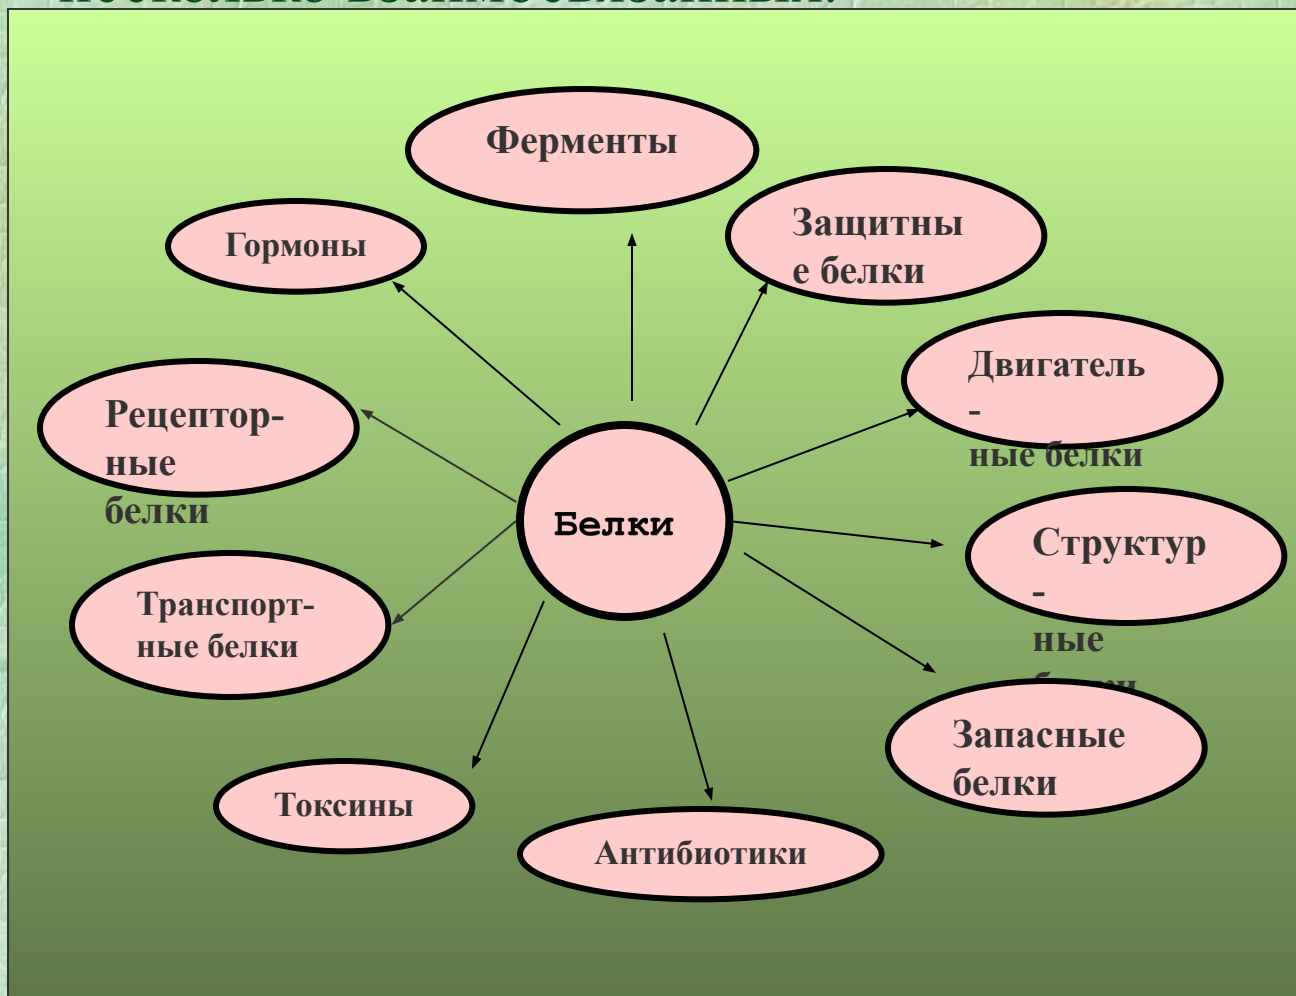 Ферменты
Защитны
е белки
Гормоны
Двигатель
-
ные белки
Рецептор-
ные
белки
Белки
Структур
-
ные
Транспорт-
ные белки
Запасные
белки
Токсины
Антибиотики